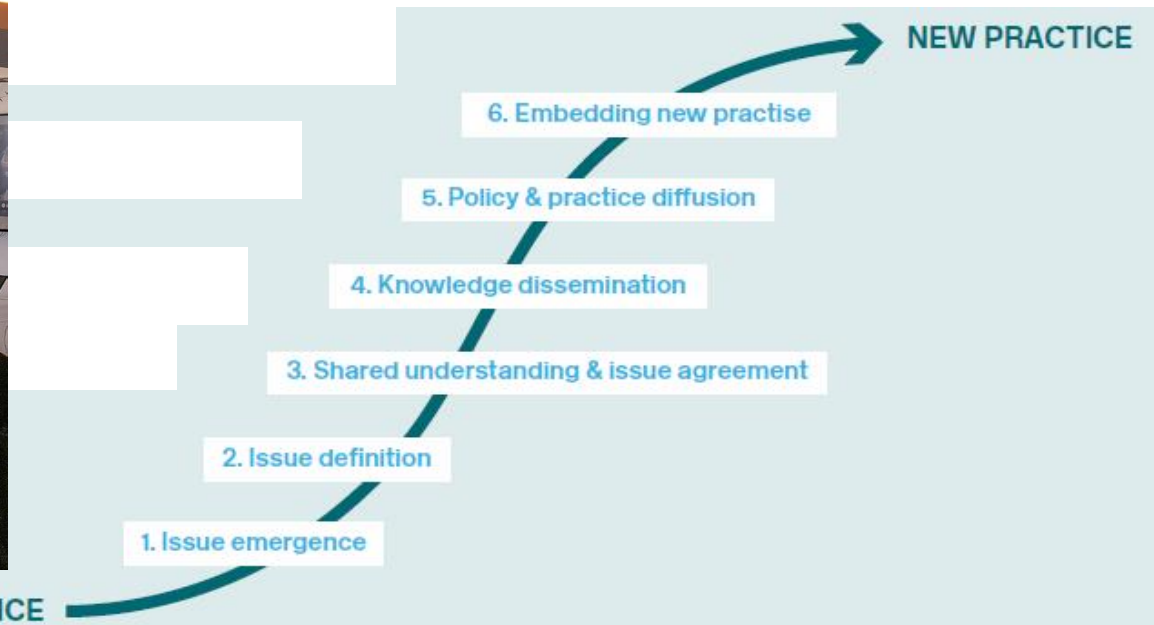 NEW PRACTICE
6. Embedding new practise
5. Policy & practice diffusion
4. Knowledge dissemination
3. Shared understanding & issue agreement
2. Issue definition
1. Issue emergence
ICE